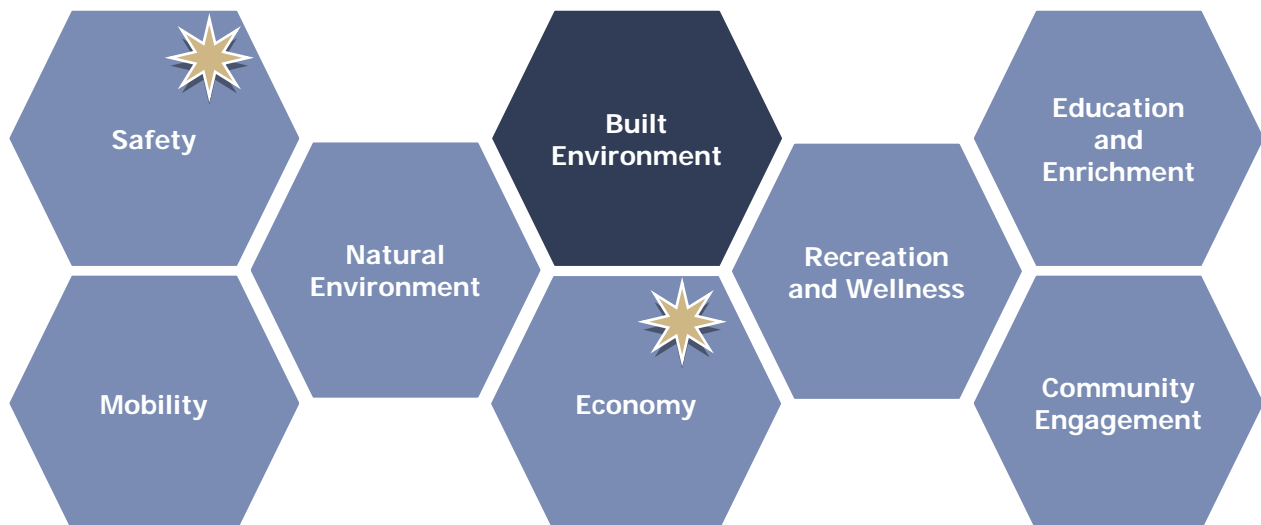 Safety
Mobility
Natural
Environment
Built
Environment
Economy
Recreation
and Wellness
Education
and
Enrichment
Community
Engagement